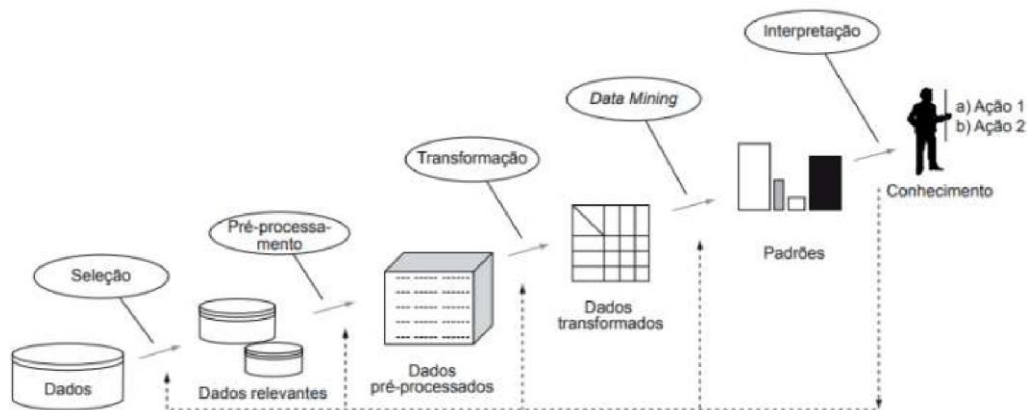 Interpretação
Data Mining
a) Ação 1
b) Ação 2
Transformação
Conhecimento
Pré-processa-
mento
Padrões
Seleção
Dados
transformados
Dados
pré-processados
Dados relevantes
Dados